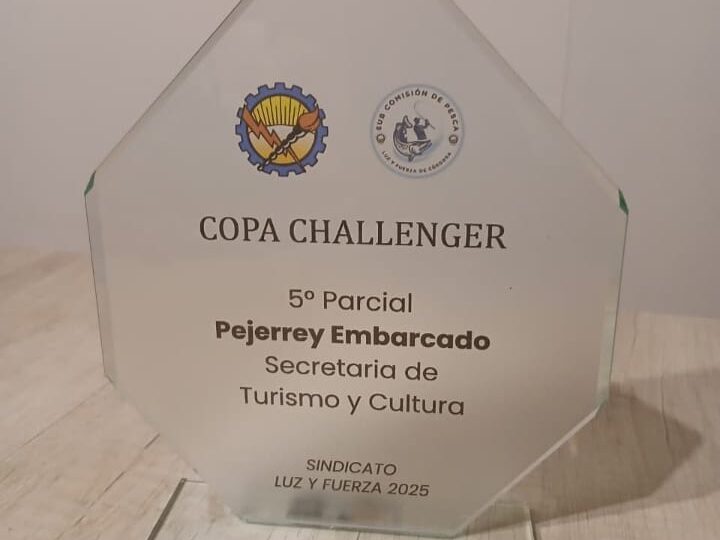 SUB COMISIÓN DE PESCA
LUZ Y FUERZA DE CÓRDOBA
COPA CHALLENGER
5º Parcial
Pejerrey Embarcado
Secretaria de
Turismo y Cultura
SINDICATO
LUZ Y FUERZA 2025